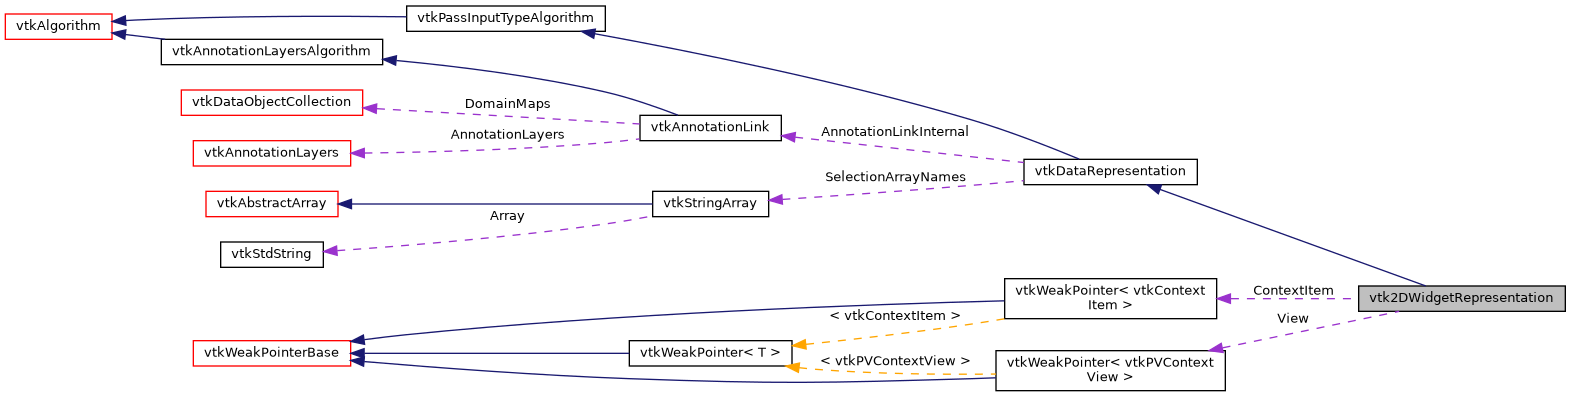 vtkPassInputTypeAlgorithm
vtkAlgorithm
vtkAnnotationLayersAlgorithm
vtkDataObjectCollection
DomainMaps
vtkAnnotationLink
AnnotationLayers
AnnotationLinkInternal
vtkAnnotationLayers
vtkDataRepresentation
SelectionArrayNames
vtkAbstractArray
vtkStringArray
Array
vtkStdString
vtkWeakPointer< vtkContext
Item >
ContextItem
vtk2DWidgetRepresentation
< vtkContextItem >
View
vtkWeakPointerBase
vtkWeakPointer< T >
< vtkPVContextView >
vtkWeakPointer< vtkPVContext
View >